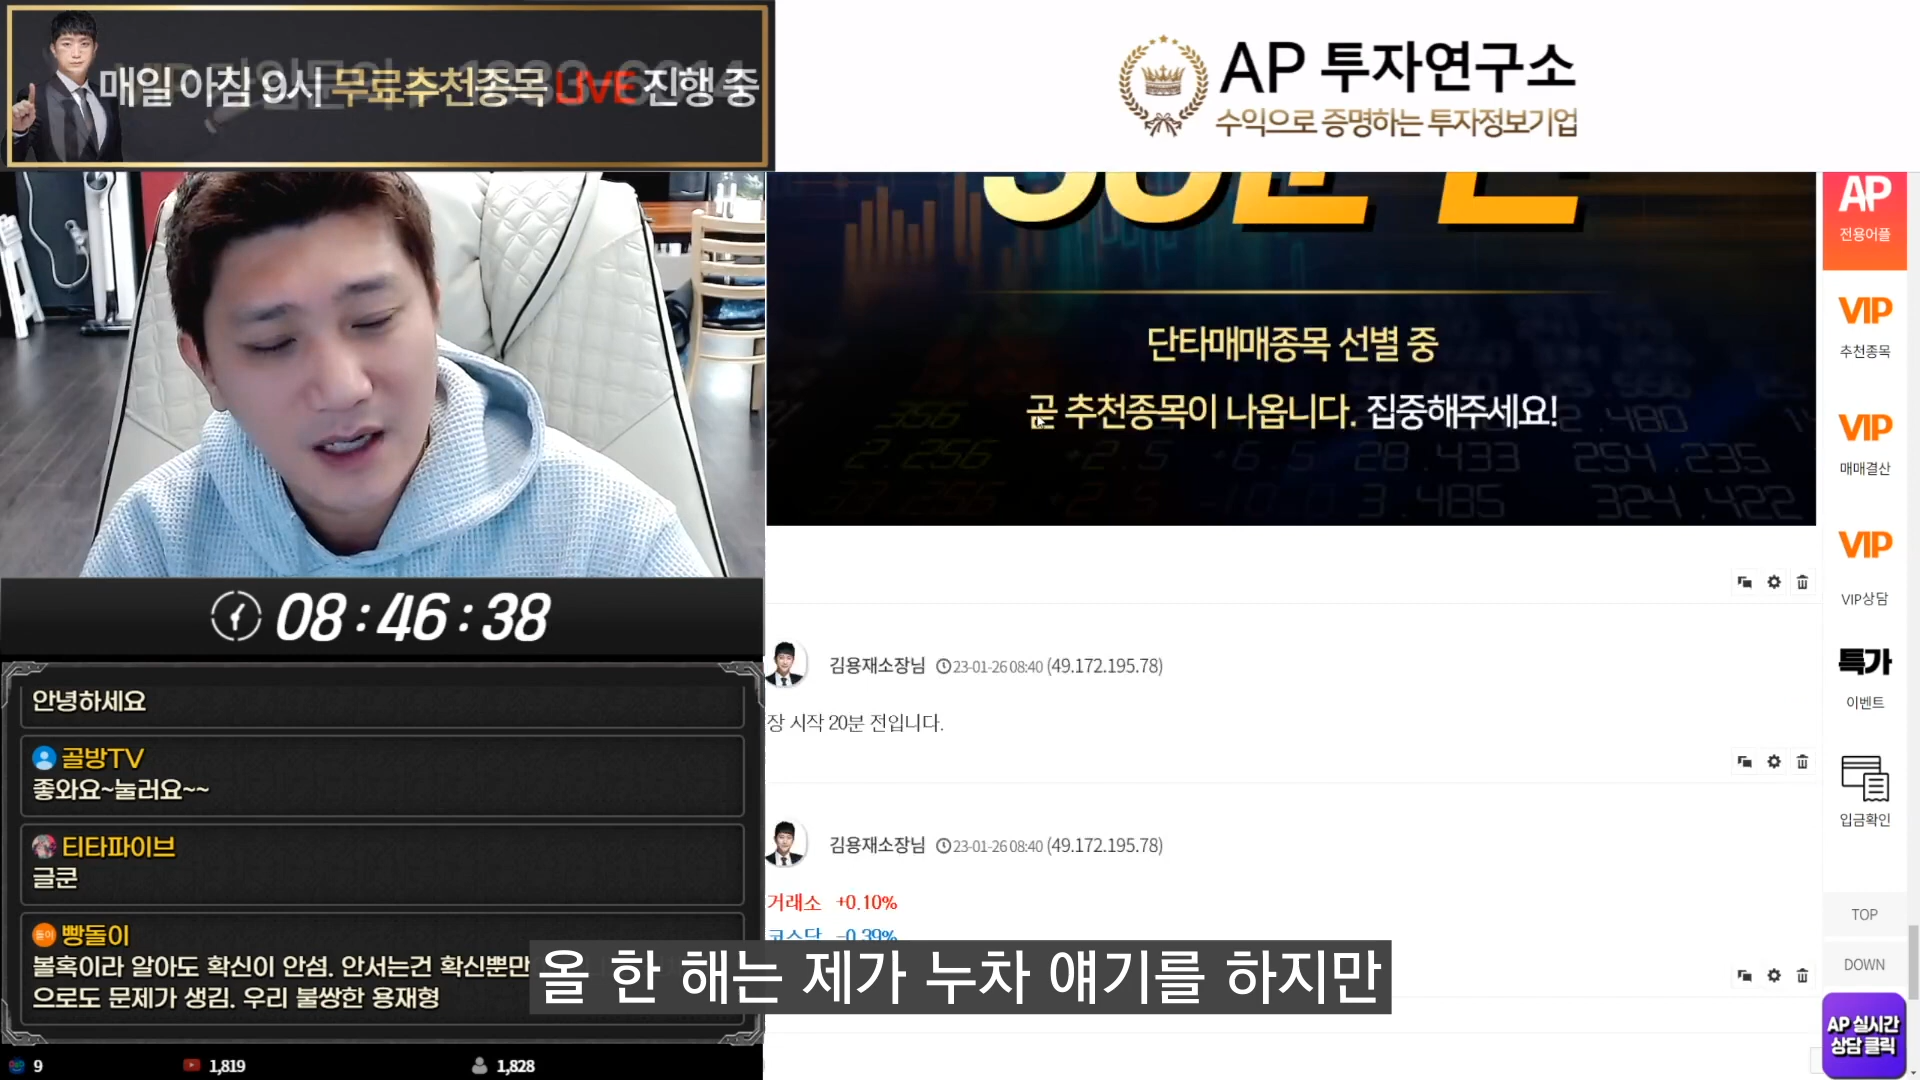 매일 아침 9시 무료추천종목 LIVE 진행 중
AP 투자연구소
수익으로 증명하는 투자정보기업
단타매매종목 선별 중
곧 추천종목이 나옵니다. 집중해주세요!
AP
전용어플
VIP
추천종목
VIP
매매결산
VIP
VIP상담
특가
이벤트
입금확인
TOP
DOWN
AP 실시간
상담 클릭
08:46:38
김용재소장님 23-01-26 08:40 (49.172.195.78)
장 시작 20분 전입니다.
김용재소장님 23-01-26 08:40 (49.172.195.78)
거래소 +0.10%
코스닥 -0.39%
안녕하세요
골방TV
좋와요~눌러요~~
티타파이브
글쿤
돌이 빵돌이
볼혹이라 알아도 확신이 안섬. 안서는건 확신뿐만
으로도 문제가 생김. 우리 불쌍한 용재형
올 한 해는 제가 누차 얘기를 하지만
9
1,819
1,828